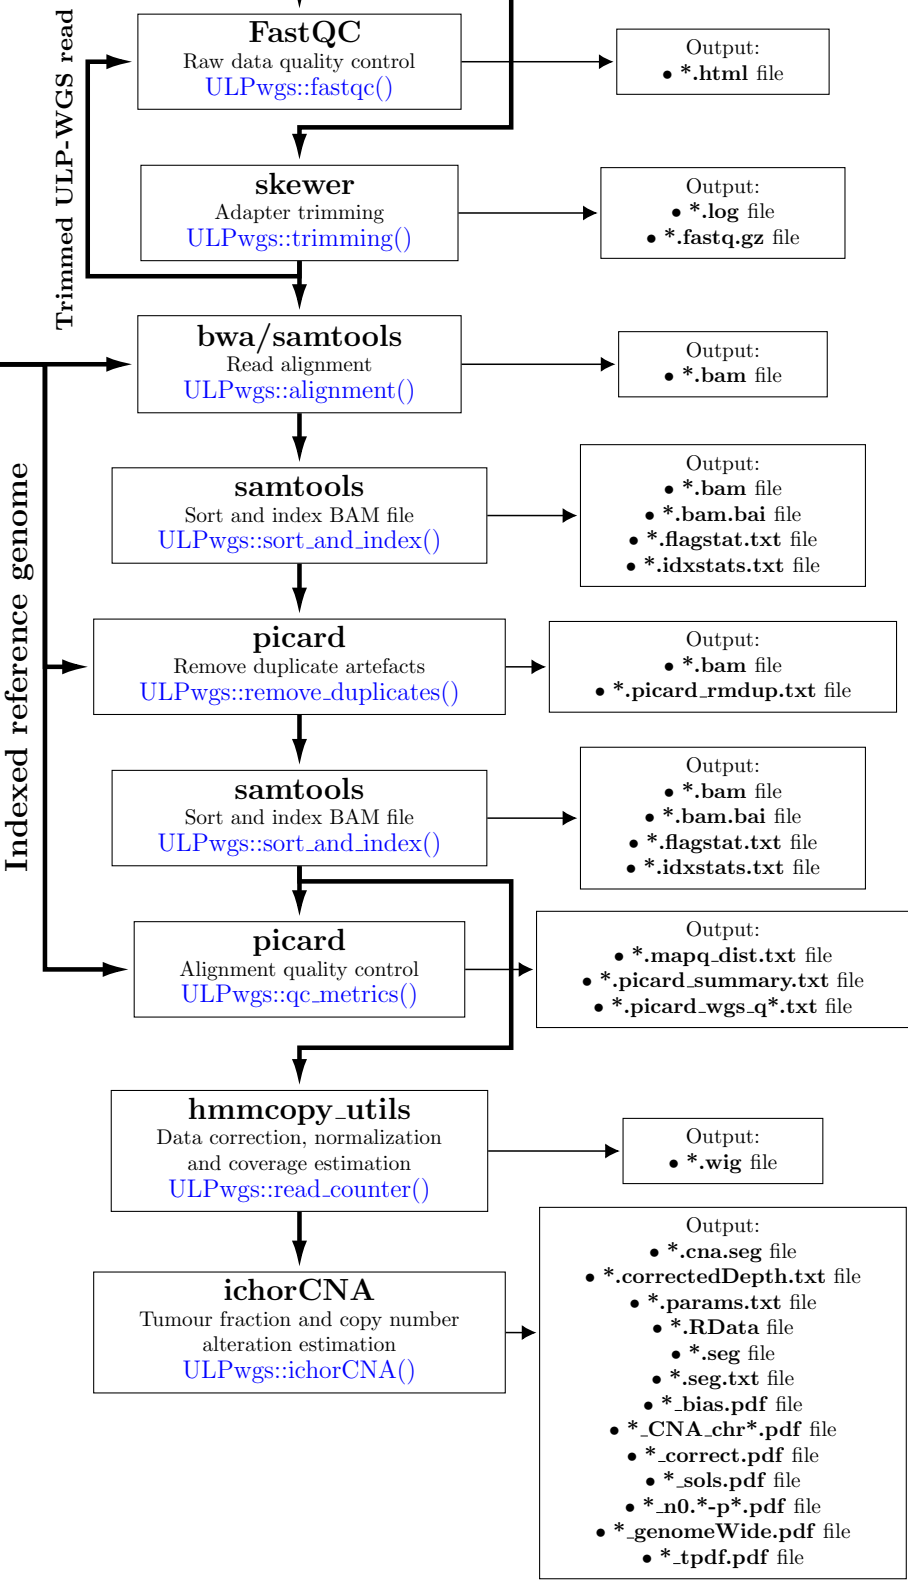 Trimmed ULP-WGS read
FastQC
Raw data quality control
ULPwgs::fastqc()
Output:
• *.html file
skewer
Adapter trimming
ULPwgs::trimming()
Output:
• *.log file
• *.fastq.gz file
Indexed reference genome
bwa/samtools
Read alignment
ULPwgs::alignment()
Output:
• *.bam file
samtools
Sort and index BAM file
ULPwgs::sort_and_index()
Output:
• *.bam file
• *.bam.bai file
• *.flagstat.txt file
• *.idxstats.txt file
picard
Remove duplicate artefacts
ULPwgs::remove_duplicates()
Output:
• *.bam file
• *.picard_rmdup.txt file
samtools
Sort and index BAM file
ULPwgs::sort_and_index()
Output:
• *.bam file
• *.bam.bai file
• *.flagstat.txt file
• *.idxstats.txt file
picard
Alignment quality control
ULPwgs::qc_metrics()
Output:
• *.mapq_dist.txt file
• *.picard_summary.txt file
• *.picard_wgs_q*.txt file
hmmcopy_utils
Data correction, normalization
and coverage estimation
ULPwgs::read_counter()
Output:
• *.wig file
ichorCNA
Tumour fraction and copy number
alteration estimation
ULPwgs::ichorCNA()
Output:
• *.cna.seg file
• *.correctedDepth.txt file
• *.params.txt file
• *.RData file
• *.seg file
• *.seg.txt file
• *_bias.pdf file
• *_CNA_chr*.pdf file
• *_correct.pdf file
• *_sols.pdf file
• *_n0.*-p*.pdf file
• *_genomeWide.pdf file
• *_tpdf.pdf file